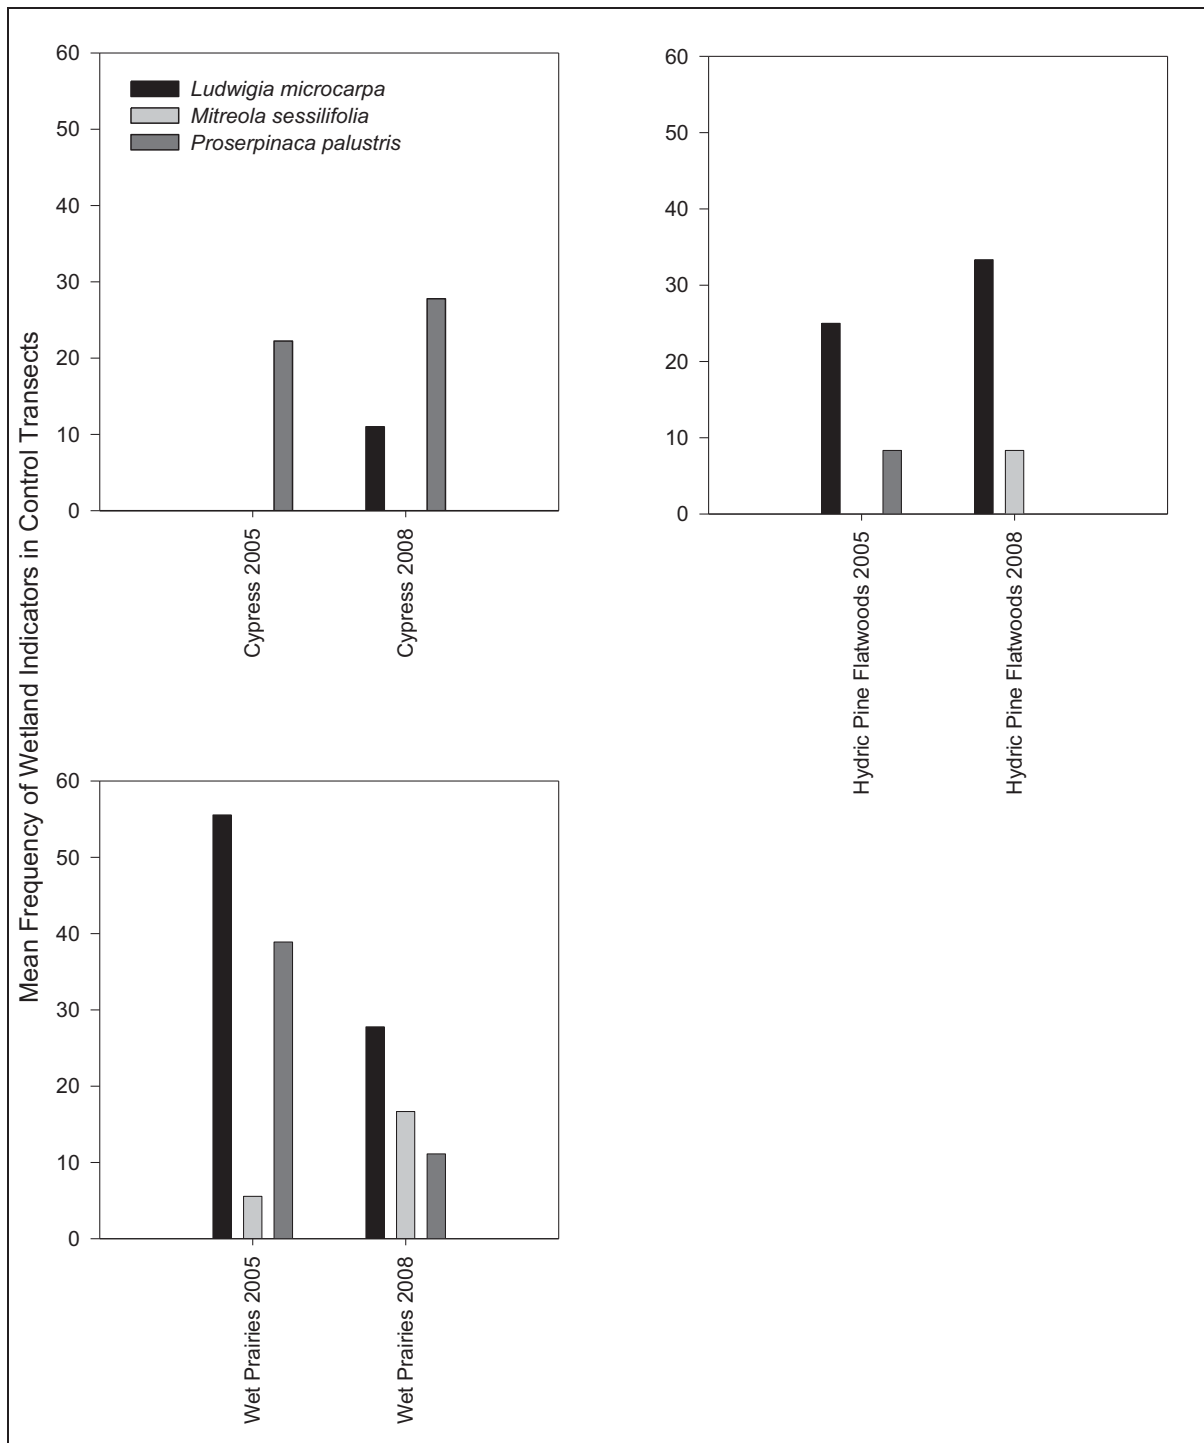 Mean Frequency of Wetland Indicators in Control Transects
60
50
40
30
20
10
0
Ludwigia microcarpa
Mitreola sessilifolia
Proserpinaca palustris
Cypress 2005
Cypress 2008
60
50
40
30
20
10
0
Hydric Pine Flatwoods 2005
Hydric Pine Flatwoods 2008
60
50
40
30
20
10
0
Wet Prairies 2005
Wet Prairies 2008